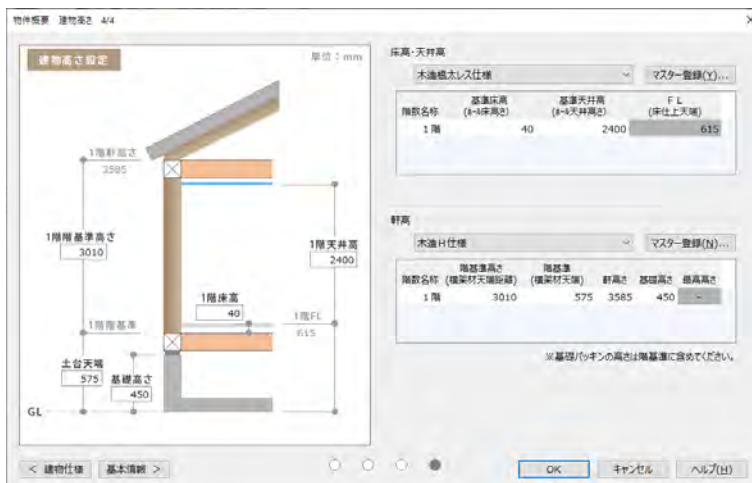 物件概要 建物高さ 4/4
建物高さ設定
単位：mm
1階軒高さ
3585
1階階基準高さ
3010
1階天井高
2400
1階床高
40
1階FL
615
1階階基準
土台天端
575
基礎高さ
450
GL
床高・天井高
木造根太レス仕様
マスター登録(Y)...
階数名称 基準床高(ﾙｰﾑ床高さ) 基準天井高(ﾙｰﾑ天井高さ) ＦＬ(床仕上天端)
1 階 40 2400 615
軒高
木造Ｈ仕様
マスター登録(N)...
階数名称 階基準高さ(横架材天端距離) 階基準(横架材天端) 軒高さ 基礎高さ 最高高さ
1 階 3010 575 3585 450 -
※基礎パッキンの高さは階基準に含めてください。
< 建物仕様 基本情報 >
OK キャンセル ヘルプ(H)